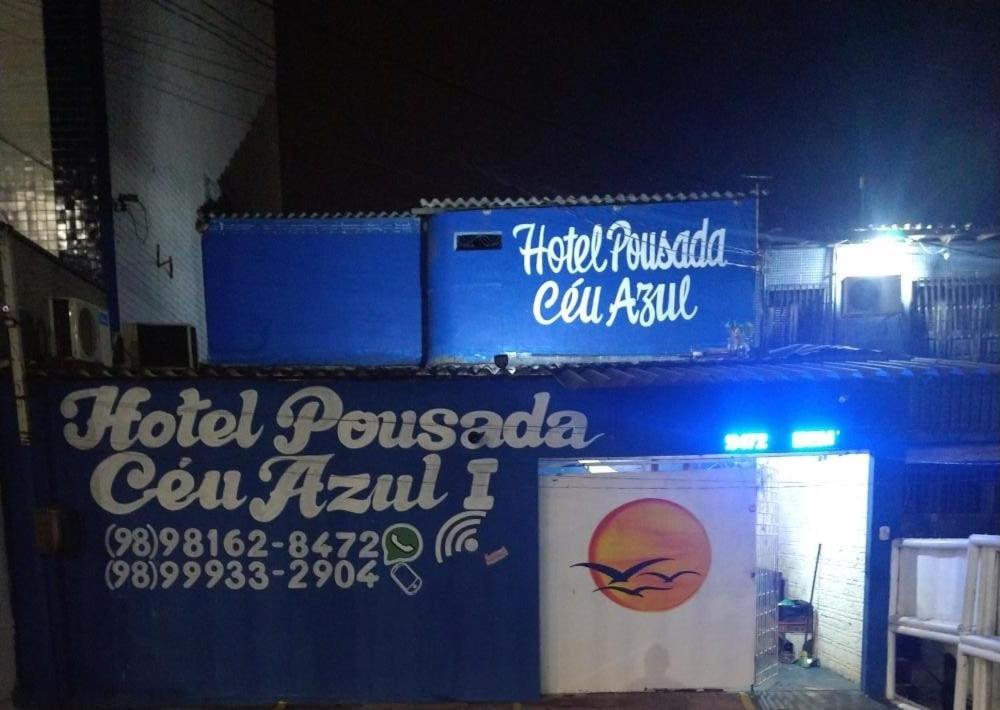 Hotel Pousada
Céu Azul
Hotel Pousada
Céu Azul I
(98)98162-8472
(98)99933-2904